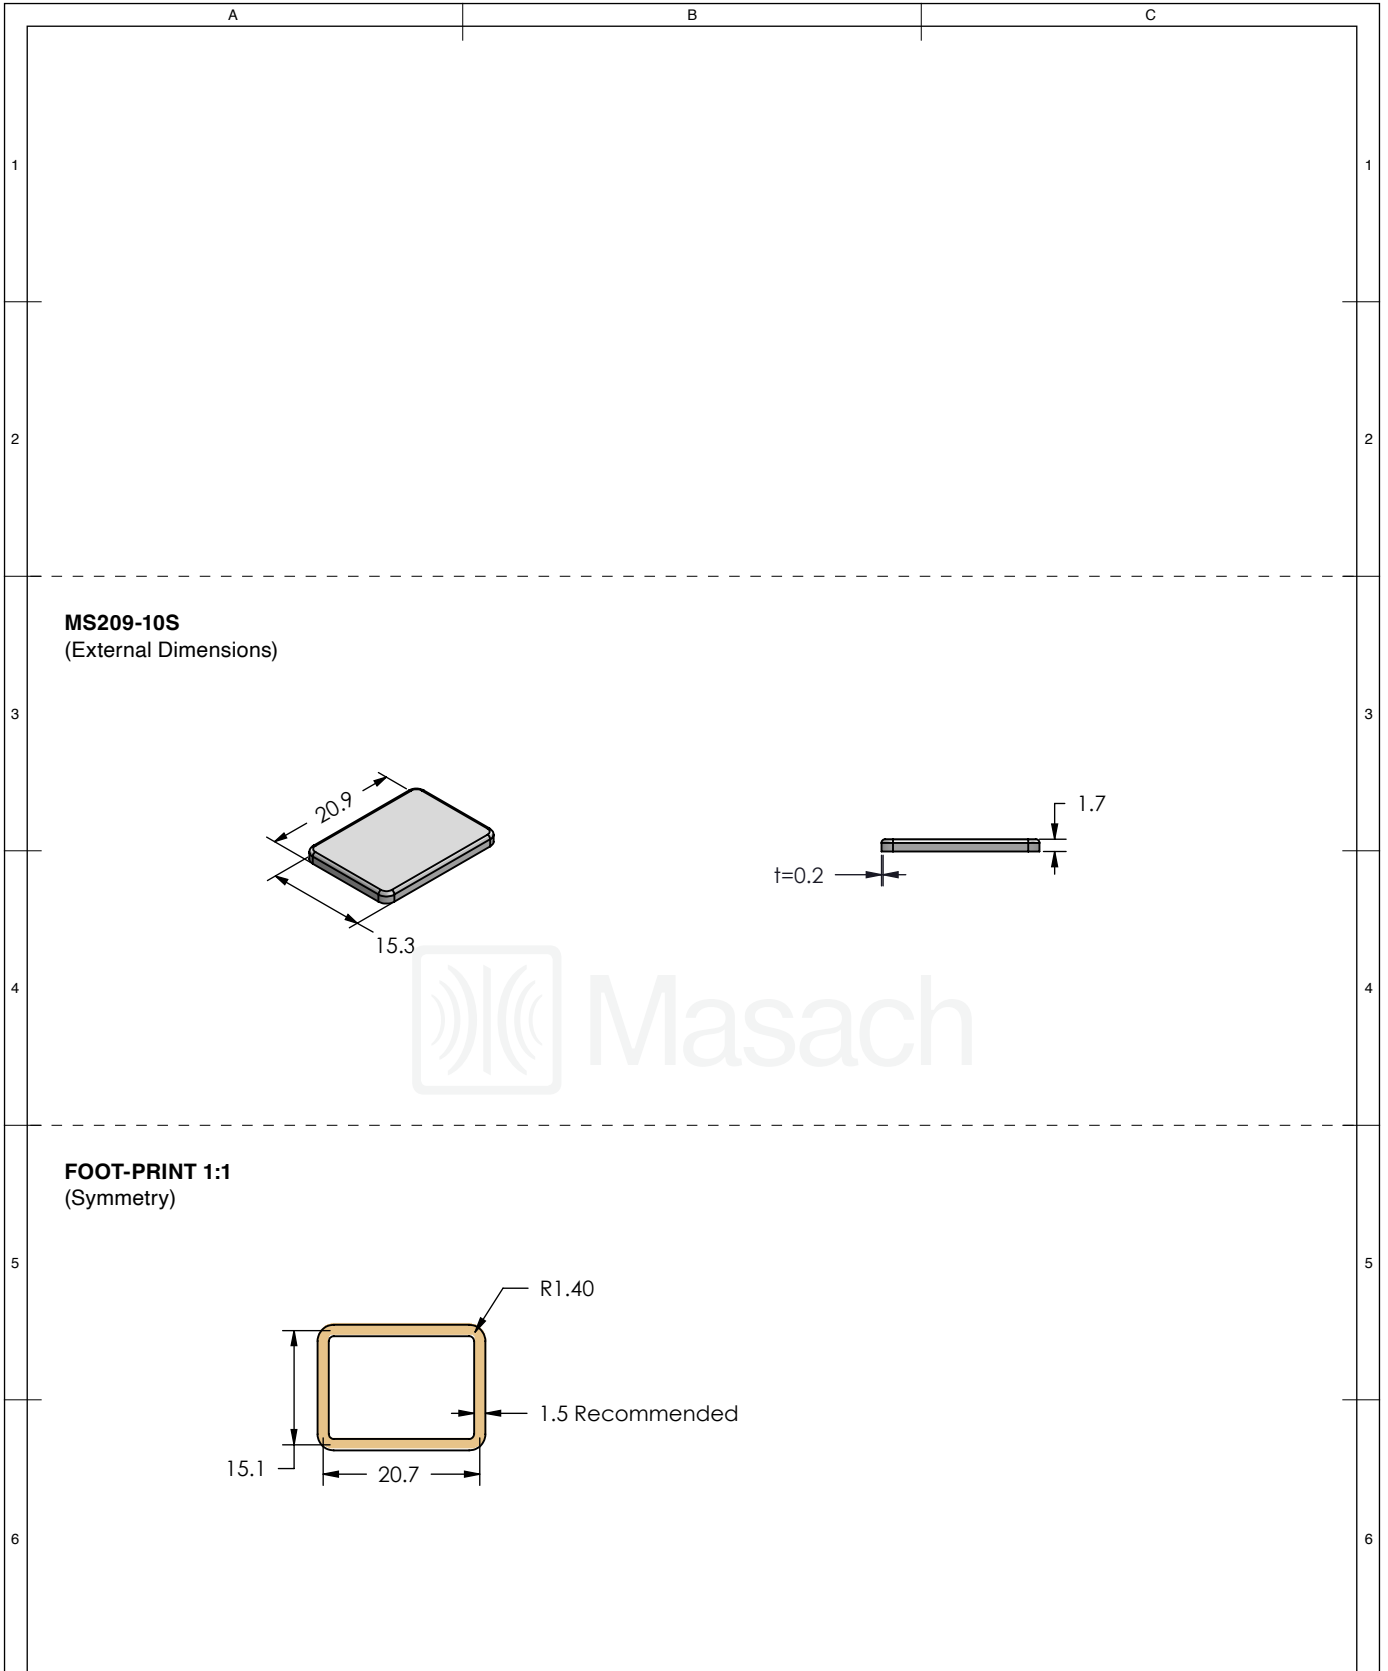 A B C
1 1
2 2
MS209-10S
(External Dimensions)
3 3
20.9
1.7
t=0.2
15.3
Masach
4 4
FOOT-PRINT 1:1
(Symmetry)
5 5
R1.40
1.5 Recommended
15.1
20.7
6 6